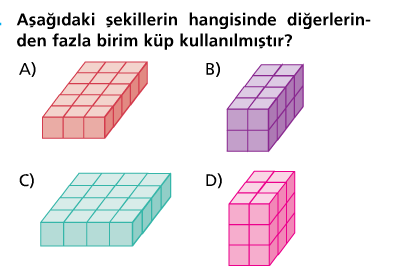 Aşağıdaki şekillerin hangisinde diğerlerin-
den fazla birim küp kullanılmıştır?
A)
B)
C)
D)